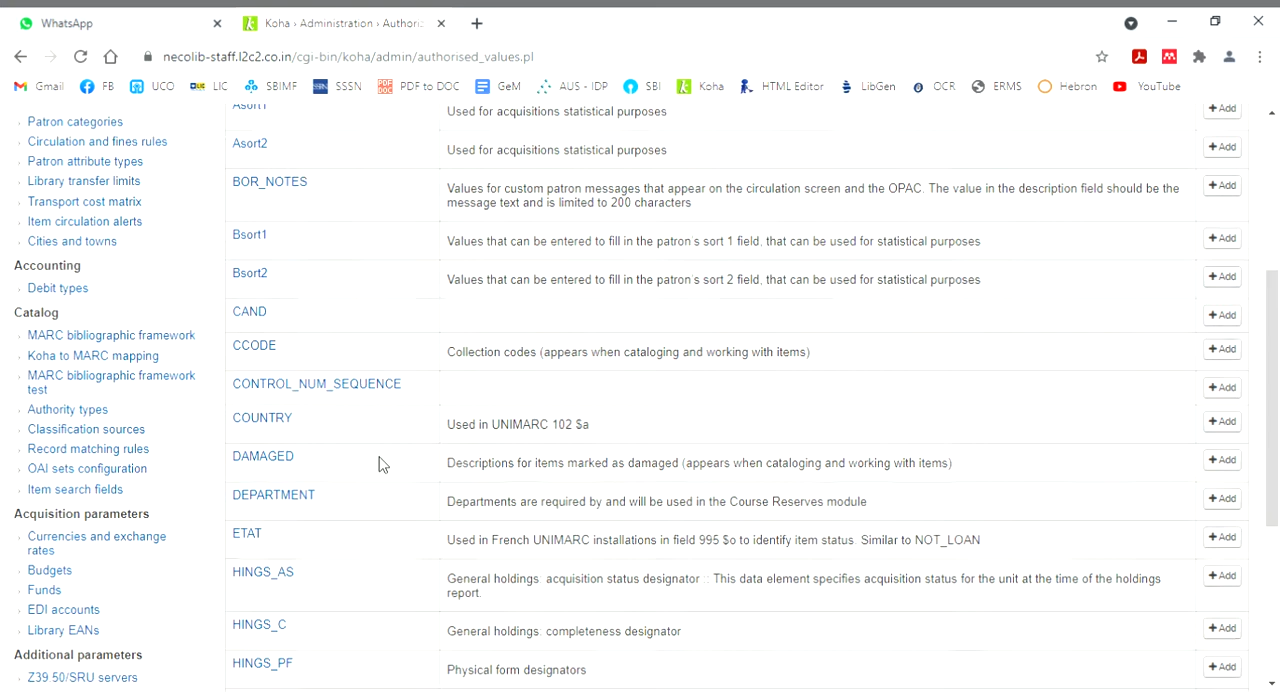 WhatsApp
Koha › Administration › Authoriz
necolib-staff.l2c2.co.in/cgi-bin/koha/admin/authorised_values.pl
Gmail FB UCO LIC SBIMF SSSN PDF to DOC GeM AUS - IDP SBI Koha HTML Editor LibGen OCR ERMS Hebron YouTube
Patron categories
Circulation and fines rules
Patron attribute types
Library transfer limits
Transport cost matrix
Item circulation alerts
Cities and towns
Accounting
Debit types
Catalog
MARC bibliographic framework
Koha to MARC mapping
MARC bibliographic framework
test
Authority types
Classification sources
Record matching rules
OAI sets configuration
Item search fields
Acquisition parameters
Currencies and exchange
rates
Budgets
Funds
EDI accounts
Library EANs
Additional parameters
Z39.50/SRU servers
Asort1 Used for acquisitions statistical purposes +Add
Asort2 Used for acquisitions statistical purposes +Add
BOR_NOTES Values for custom patron messages that appear on the circulation screen and the OPAC. The value in the description field should be the +Add
message text and is limited to 200 characters
Bsort1 Values that can be entered to fill in the patron's sort 1 field, that can be used for statistical purposes +Add
Bsort2 Values that can be entered to fill in the patron's sort 2 field, that can be used for statistical purposes +Add
CAND +Add
CCODE Collection codes (appears when cataloging and working with items) +Add
CONTROL_NUM_SEQUENCE +Add
COUNTRY Used in UNIMARC 102 $a +Add
DAMAGED Descriptions for items marked as damaged (appears when cataloging and working with items) +Add
DEPARTMENT Departments are required by and will be used in the Course Reserves module +Add
ETAT Used in French UNIMARC installations in field 995 $o to identify item status. Similar to NOT_LOAN +Add
HINGS_AS General holdings: acquisition status designator :: This data element specifies acquisition status for the unit at the time of the holdings +Add
report.
HINGS_C General holdings: completeness designator +Add
HINGS_PF Physical form designators +Add